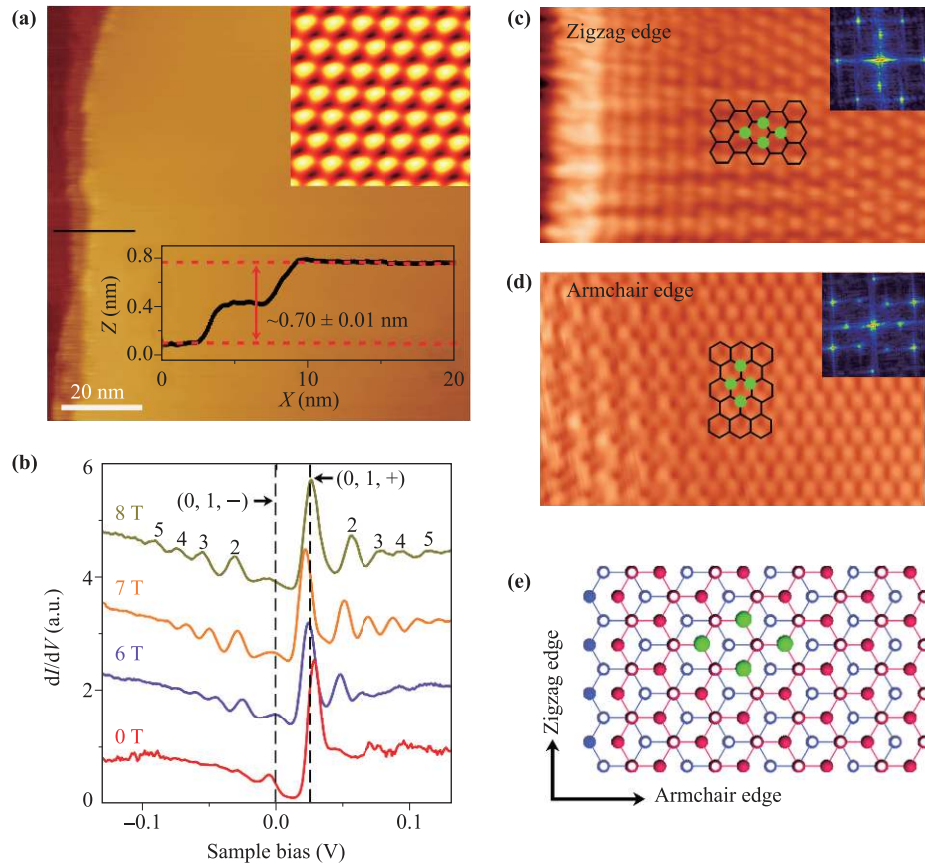 (a)
0.8
0.4
0.0
Z (nm)
~0.70 ± 0.01 nm
0
10
20
X (nm)
20 nm
(b)
6
4
2
0
dI/dV (a.u.)
(0, 1, −)
(0, 1, +)
8 T
5
4
3
2
2
3
4
5
7 T
6 T
0 T
−0.1
0.0
0.1
Sample bias (V)
(c)
Zigzag edge
(d)
Armchair edge
(e)
Zigzag edge
Armchair edge